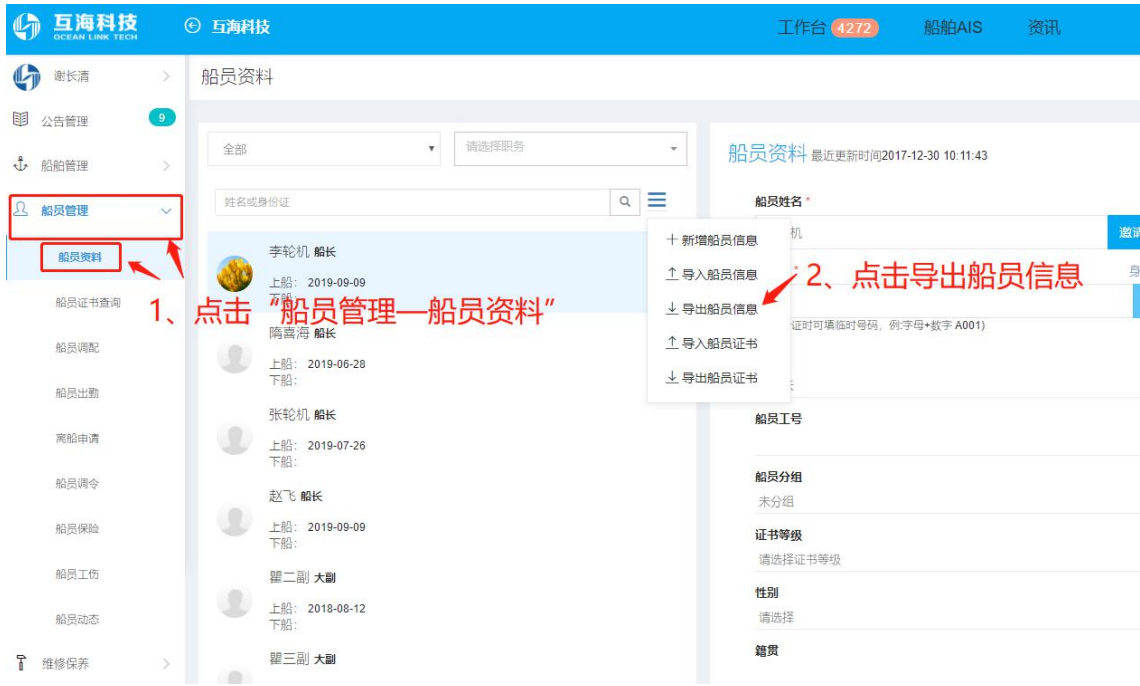 互海科技
OCEAN LINK TECH
互海科技
工作台 4272
船舶AIS
资讯
谢长清
公告管理 9
船舶管理
船员管理
船员资料
船员证书查询
船员调配
船员出勤
离船申请
船员调令
船员保险
船员工伤
船员动态
维修保养
船员资料
全部
请选择职务
姓名或身份证
李轮机 船长
上船： 2019-09-09
下船：
隋喜海 船长
上船： 2019-06-28
下船：
张轮机 船长
上船： 2019-07-26
下船：
赵飞 船长
上船： 2019-09-09
下船：
瞿二副 大副
上船： 2018-08-12
下船：
瞿三副 大副
1、点击“船员管理—船员资料”
新增船员信息
导入船员信息
导出船员信息
导入船员证书
导出船员证书
2、点击导出船员信息
船员资料 最近更新时间2017-12-30 10:11:43
船员姓名 *
机
邀请
*
身
证时可填临时号码，例:字母+数字 A001)
船员工号
船员分组
未分组
证书等级
请选择证书等级
性别
请选择
籍贯